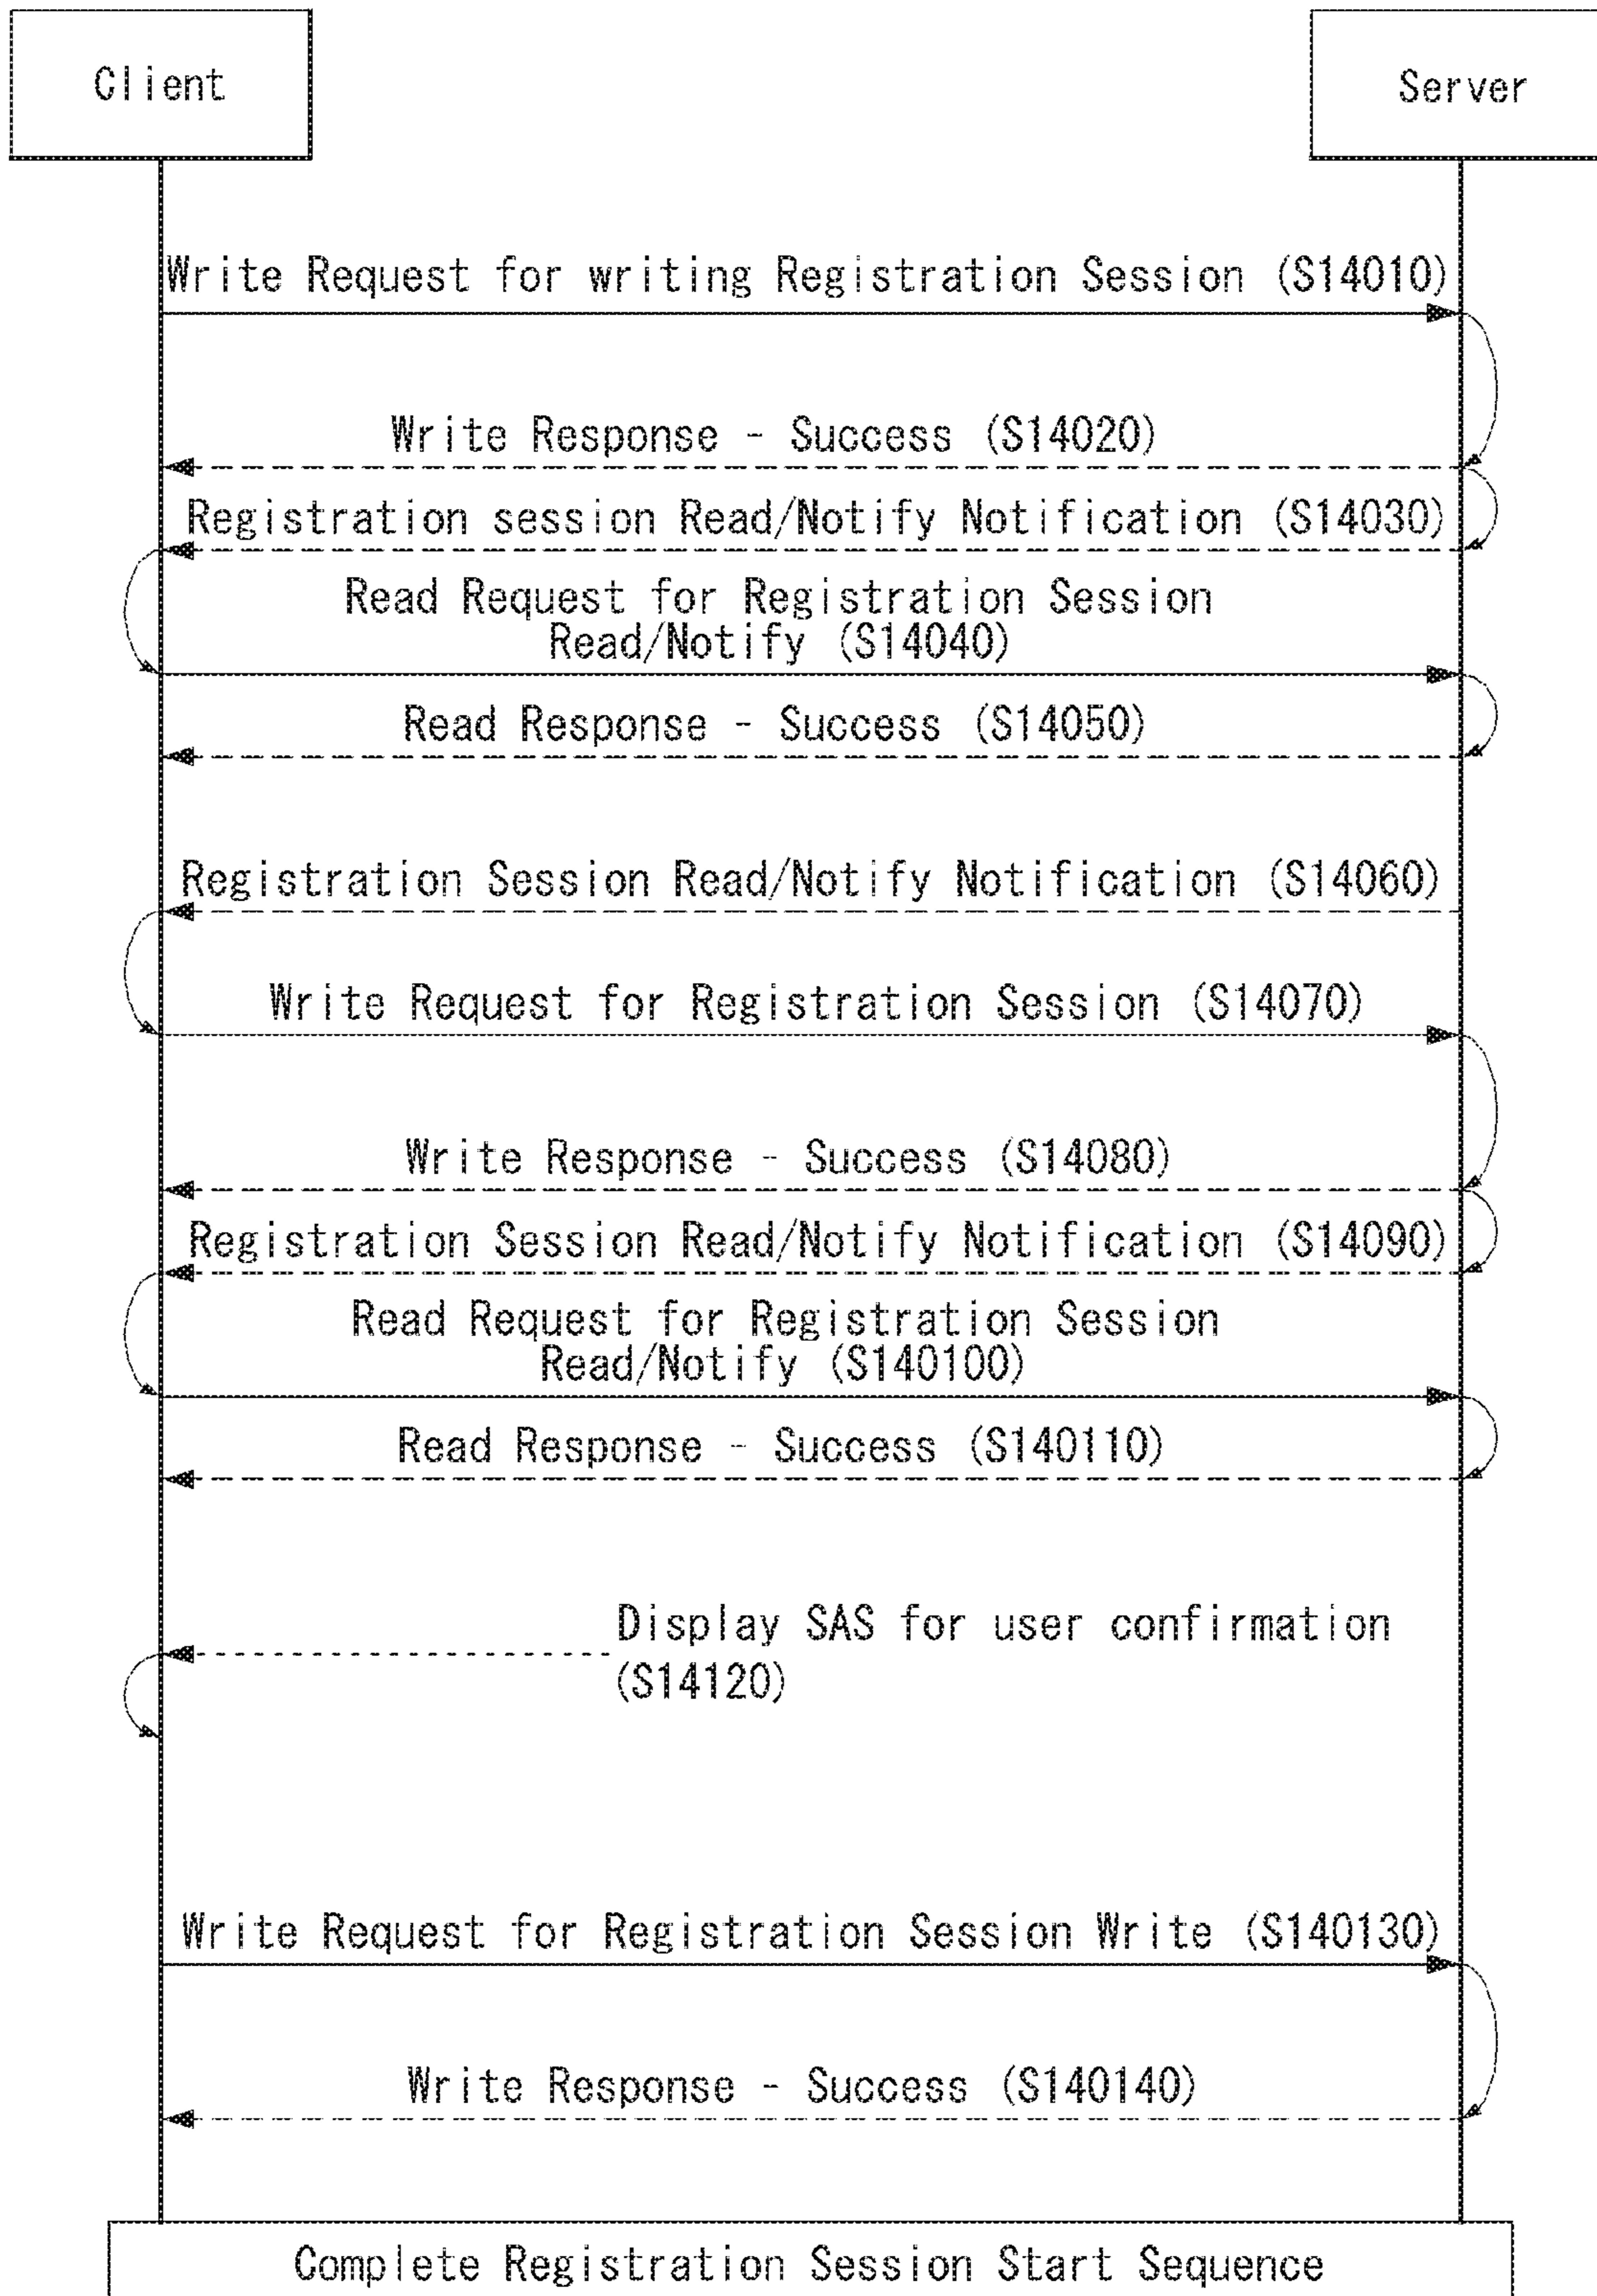 Client
Server
Write Request for writing Registration Session (S14010)
Write Response - Success (S14020)
Registration session Read/Notify Notification (S14030)
Read Request for Registration Session
Read/Notify (S14040)
Read Response - Success (S14050)
Registration Session Read/Notify Notification (S14060)
Write Request for Registration Session (S14070)
Write Response - Success (S14080)
Registration Session Read/Notify Notification (S14090)
Read Request for Registration Session
Read/Notify (S140100)
Read Response - Success (S140110)
Display SAS for user confirmation
(S14120)
Write Request for Registration Session Write (S140130)
Write Response - Success (S140140)
Complete Registration Session Start Sequence